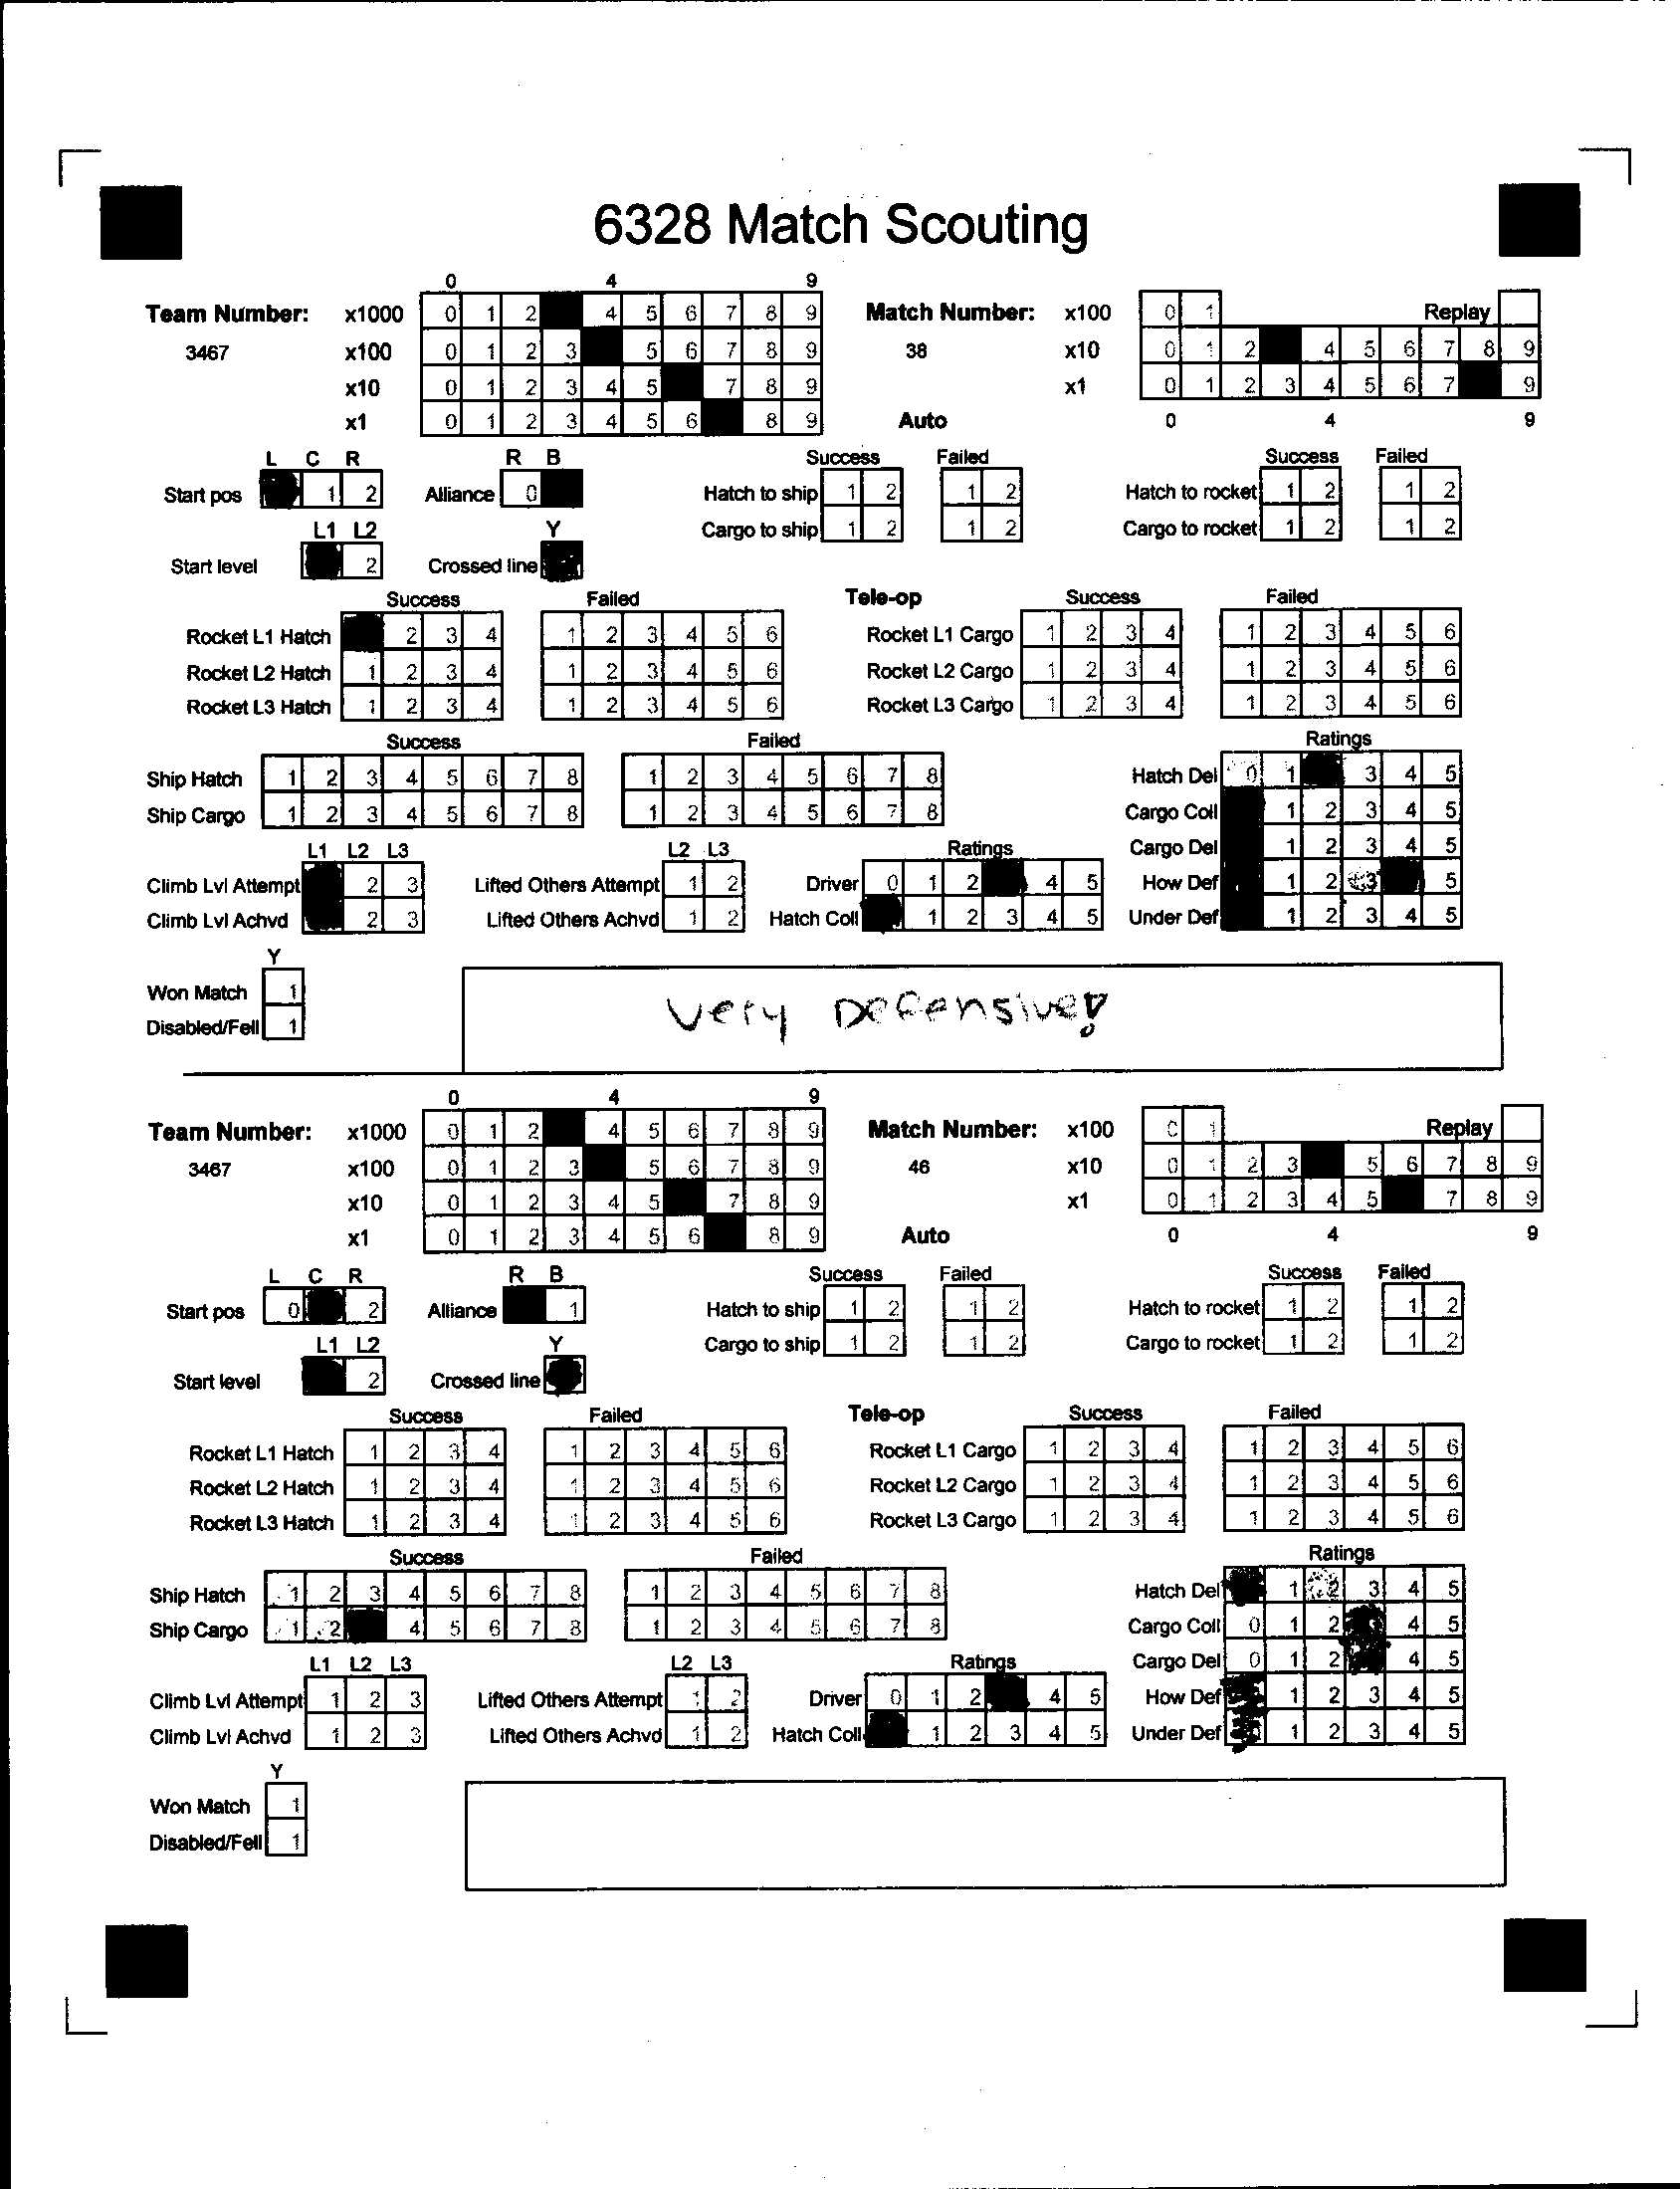 6328 Match Scouting
0 4 9
Team Number: x1000 0 1 2 4 5 6 7 8 9 Match Number: x100 0 1 Replay
3467 x100 0 1 2 3 5 6 7 8 9 38 x10 0 1 2 4 5 6 7 8 9
x10 0 1 2 3 4 5 7 8 9 x1 0 1 2 3 4 5 6 7 9
x1 0 1 2 3 4 5 6 8 9 Auto 0 4 9
L C R R B Success Failed Success Failed
Start pos 1 2 Alliance 0 Hatch to ship 1 2 1 2 Hatch to rocket 1 2 1 2
L1 L2 Y Cargo to ship 1 2 1 2 Cargo to rocket 1 2 1 2
Start level 2 Crossed line
Success Failed Tele-op Success Failed
Rocket L1 Hatch 2 3 4 1 2 3 4 5 6 Rocket L1 Cargo 1 2 3 4 1 2 3 4 5 6
Rocket L2 Hatch 1 2 3 4 1 2 3 4 5 6 Rocket L2 Cargo 1 2 3 4 1 2 3 4 5 6
Rocket L3 Hatch 1 2 3 4 1 2 3 4 5 6 Rocket L3 Cargo 1 2 3 4 1 2 3 4 5 6
Success Failed Ratings
Ship Hatch 1 2 3 4 5 6 7 8 1 2 3 4 5 6 7 8 Hatch Del 0 1 3 4 5
Ship Cargo 1 2 3 4 5 6 7 8 1 2 3 4 5 6 7 8 Cargo Coll 1 2 3 4 5
L1 L2 L3 L2 L3 Ratings Cargo Del 1 2 3 4 5
Climb Lvl Attempt 2 3 Lifted Others Attempt 1 2 Driver 0 1 2 4 5 How Def 1 2 3 5
Climb Lvl Achvd 2 3 Lifted Others Achvd 1 2 Hatch Coll 1 2 3 4 5 Under Def 1 2 3 4 5
Y
Won Match 1
Very Defensive!
Disabled/Fell 1
0 4 9
Team Number: x1000 0 1 2 4 5 6 7 8 9 Match Number: x100 0 1 Replay
3467 x100 0 1 2 3 5 6 7 8 9 46 x10 0 1 2 3 5 6 7 8 9
x10 0 1 2 3 4 5 7 8 9 x1 0 1 2 3 4 5 7 8 9
x1 0 1 2 3 4 5 6 8 9 Auto 0 4 9
L C R R B Success Failed Success Failed
Start pos 0 2 Alliance 1 Hatch to ship 1 2 1 2 Hatch to rocket 1 2 1 2
L1 L2 Y Cargo to ship 1 2 1 2 Cargo to rocket 1 2 1 2
Start level 2 Crossed line
Success Failed Tele-op Success Failed
Rocket L1 Hatch 1 2 3 4 1 2 3 4 5 6 Rocket L1 Cargo 1 2 3 4 1 2 3 4 5 6
Rocket L2 Hatch 1 2 3 4 1 2 3 4 5 6 Rocket L2 Cargo 1 2 3 4 1 2 3 4 5 6
Rocket L3 Hatch 1 2 3 4 1 2 3 4 5 6 Rocket L3 Cargo 1 2 3 4 1 2 3 4 5 6
Success Failed Ratings
Ship Hatch 1 2 3 4 5 6 7 8 1 2 3 4 5 6 7 8 Hatch Del 1 2 3 4 5
Ship Cargo 1 2 4 5 6 7 8 1 2 3 4 5 6 7 8 Cargo Coll 0 1 2 4 5
L1 L2 L3 L2 L3 Ratings Cargo Del 0 1 2 4 5
Climb Lvl Attempt 1 2 3 Lifted Others Attempt 1 2 Driver 0 1 2 4 5 How Def 1 2 3 4 5
Climb Lvl Achvd 1 2 3 Lifted Others Achvd 1 2 Hatch Coll 1 2 3 4 5 Under Def 1 2 3 4 5
Y
Won Match 1
Disabled/Fell 1